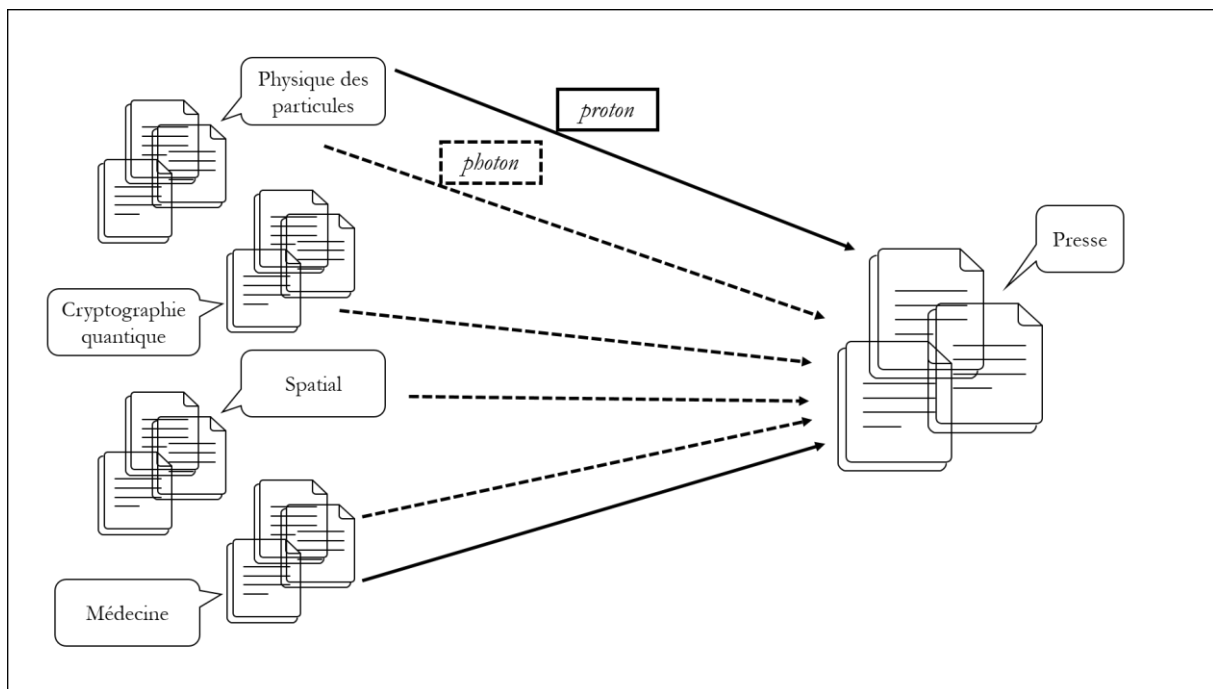 Physique des
particules
proton
photon
Presse
Cryptographie
quantique
Spatial
Médecine